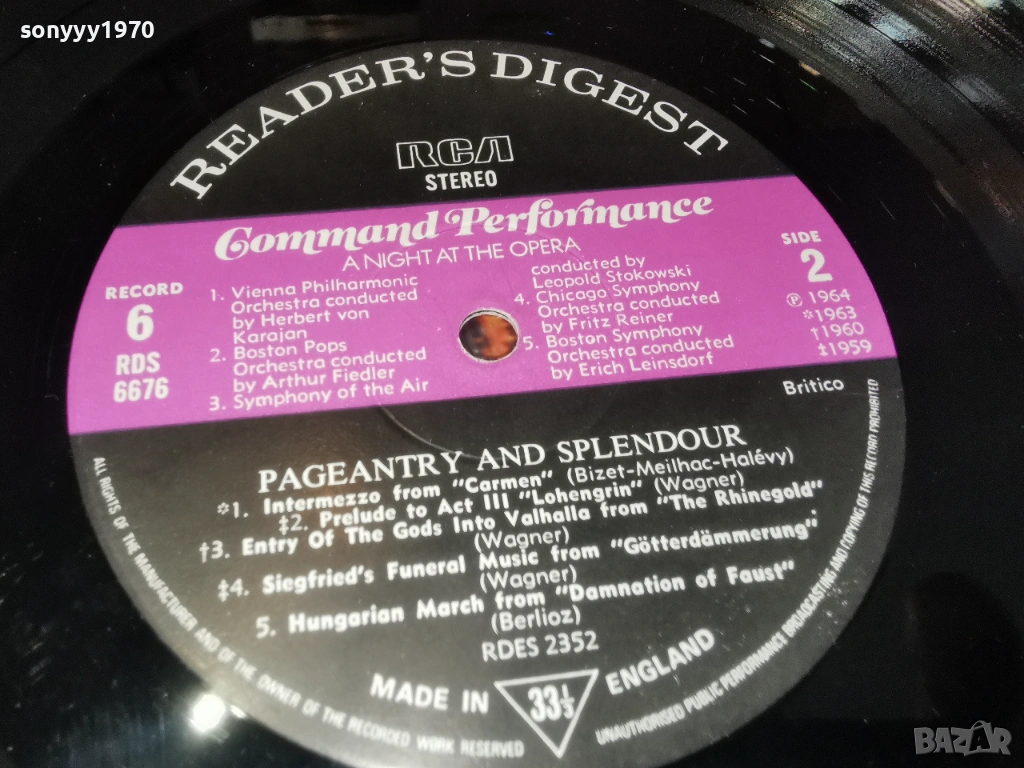 sonyyy1970
READER'S DIGEST
RCA
STEREO
Command Performance
A NIGHT AT THE OPERA
RECORD
6
RDS
6676
1. Vienna Philharmonic
Orchestra conducted
by Herbert von
Karajan
2. Boston Pops
Orchestra conducted
by Arthur Fiedler
3. Symphony of the Air
conducted by
Leopold Stokowski
4. Chicago Symphony
Orchestra conducted
by Fritz Reiner
5. Boston Symphony
Orchestra conducted
by Erich Leinsdorf
SIDE
2
℗ 1964
*1963
†1960
‡1959
Britico
PAGEANTRY AND SPLENDOUR
*1. Intermezzo from "Carmen" (Bizet-Meilhac-Halévy)
‡2. Prelude to Act III "Lohengrin" (Wagner)
†3. Entry Of The Gods Into Valhalla from "The Rhinegold"
(Wagner)
‡4. Siegfried's Funeral Music from "Götterdämmerung"
(Wagner)
5. Hungarian March from "Damnation of Faust"
(Berlioz)
RDES 2352
MADE IN ENGLAND
33⅓
ALL RIGHTS OF THE MANUFACTURER AND OF THE OWNER OF THE RECORDED WORK RESERVED
UNAUTHORISED PUBLIC PERFORMANCE BROADCASTING AND COPYING OF THIS RECORD PROHIBITED
BAZAR